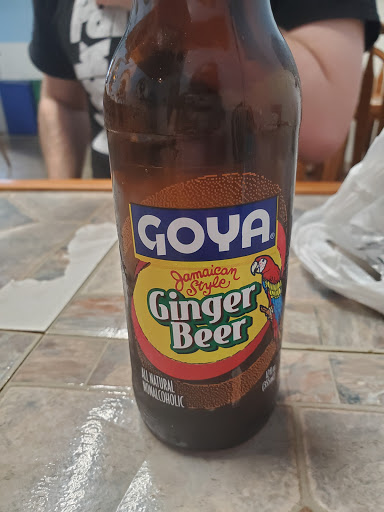 GOYA
Jamaican
Style
Ginger
Beer
ALL NATURAL
NONALCOHOLIC